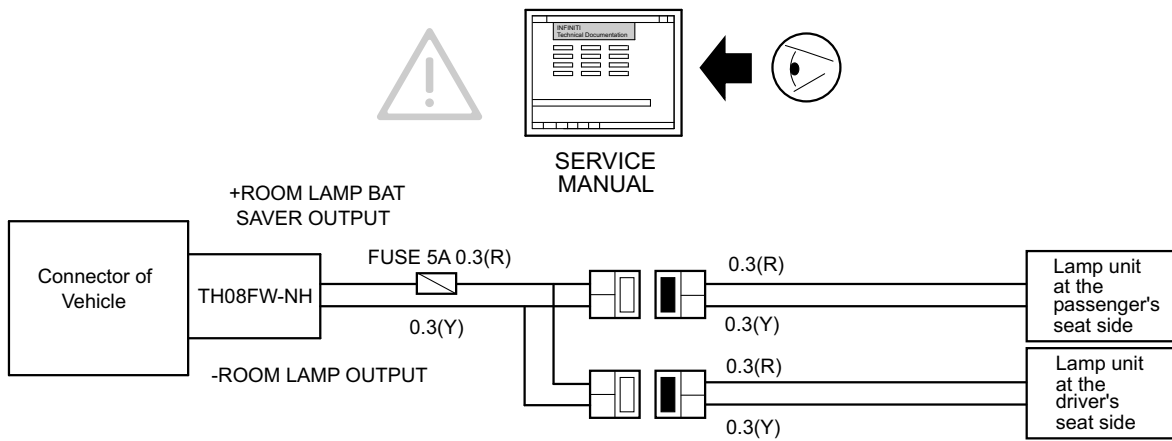 INFINITI
Technical Documentation
SERVICE
MANUAL
+ROOM LAMP BAT
SAVER OUTPUT
FUSE 5A 0.3(R)
Connector of
Vehicle
TH08FW-NH
0.3(Y)
-ROOM LAMP OUTPUT
0.3(R)
0.3(Y)
Lamp unit
at the
passenger's
seat side
0.3(R)
0.3(Y)
Lamp unit
at the
driver's
seat side